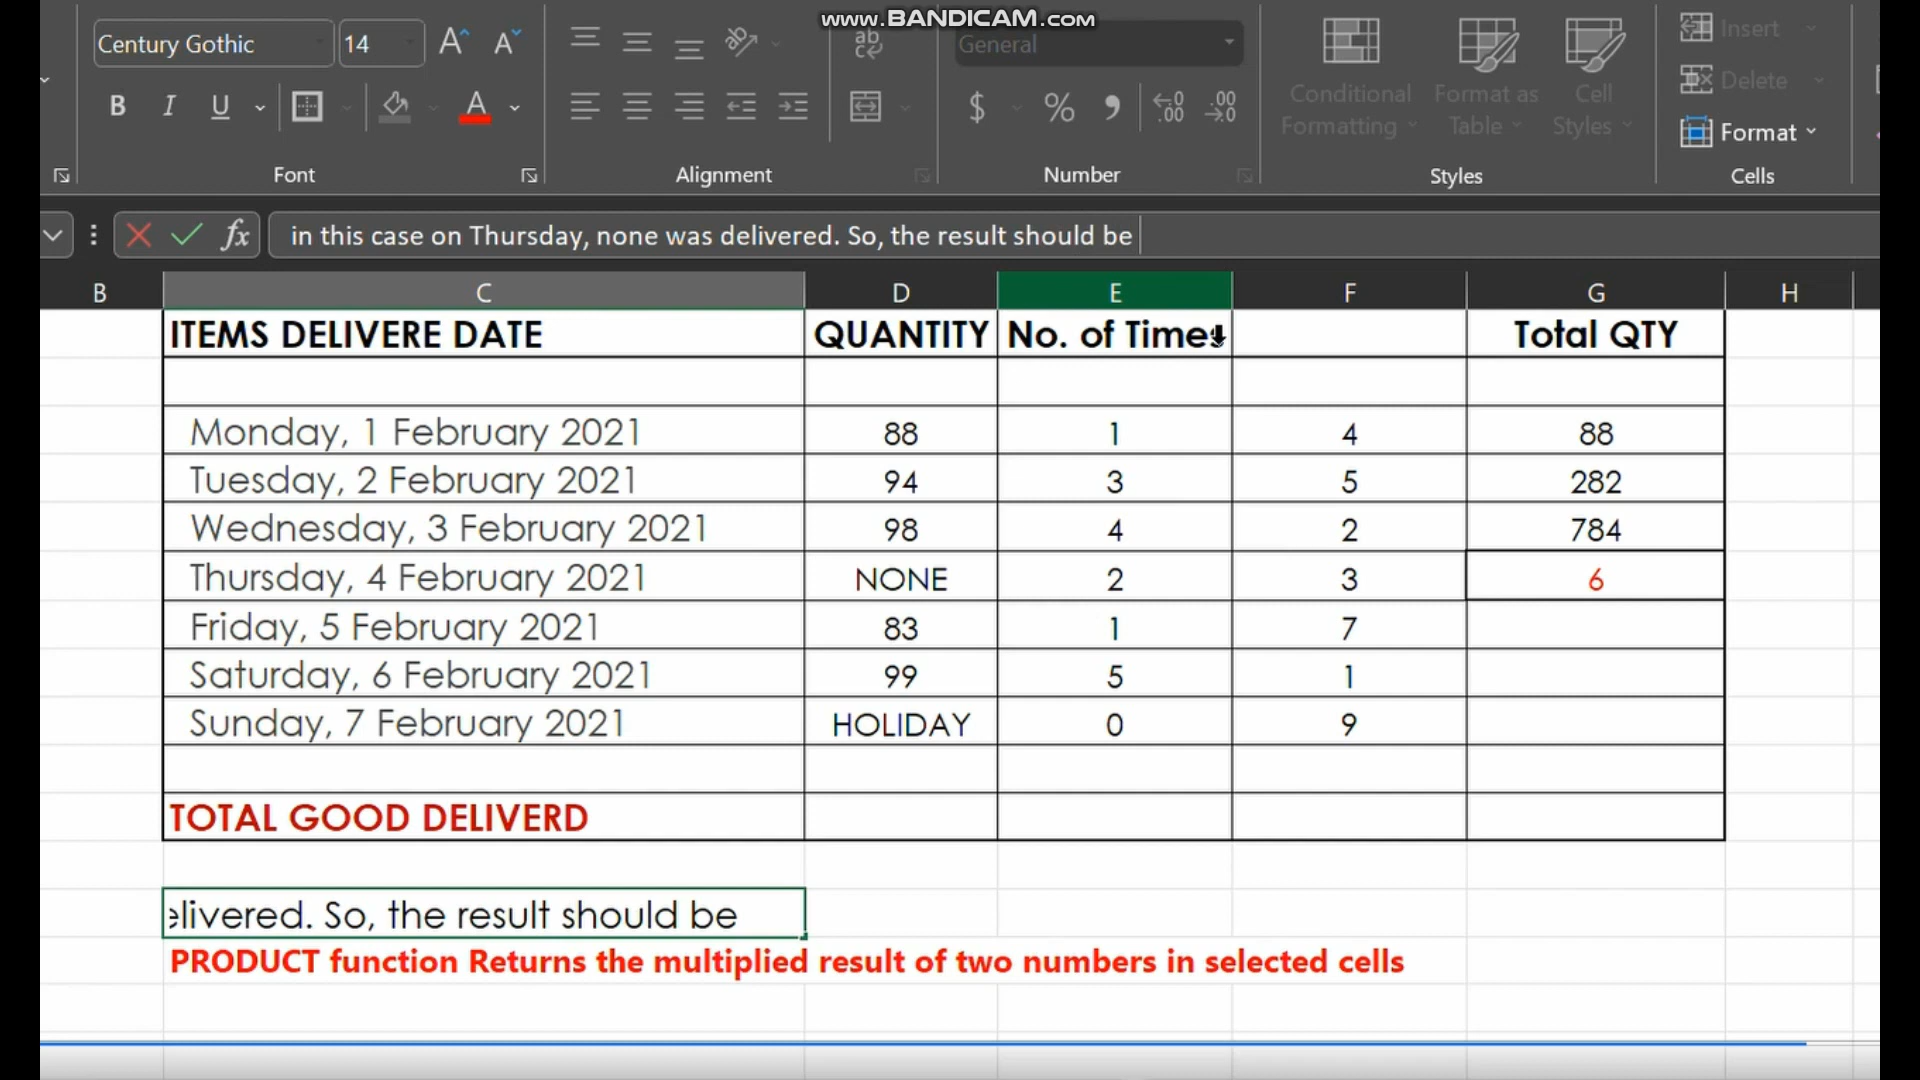 www.BANDICAM.com
Century Gothic 14 A A ab General Insert
Conditional Format as Cell Delete
B I U A $ % Formatting Table Styles Format
Font Alignment Number Styles Cells
fx in this case on Thursday, none was delivered. So, the result should be
B C D E F G H
ITEMS DELIVERE DATE QUANTITY No. of Times Total QTY
Monday, 1 February 2021 88 1 4 88
Tuesday, 2 February 2021 94 3 5 282
Wednesday, 3 February 2021 98 4 2 784
Thursday, 4 February 2021 NONE 2 3 6
Friday, 5 February 2021 83 1 7
Saturday, 6 February 2021 99 5 1
Sunday, 7 February 2021 HOLIDAY 0 9
TOTAL GOOD DELIVERD
elivered. So, the result should be
PRODUCT function Returns the multiplied result of two numbers in selected cells